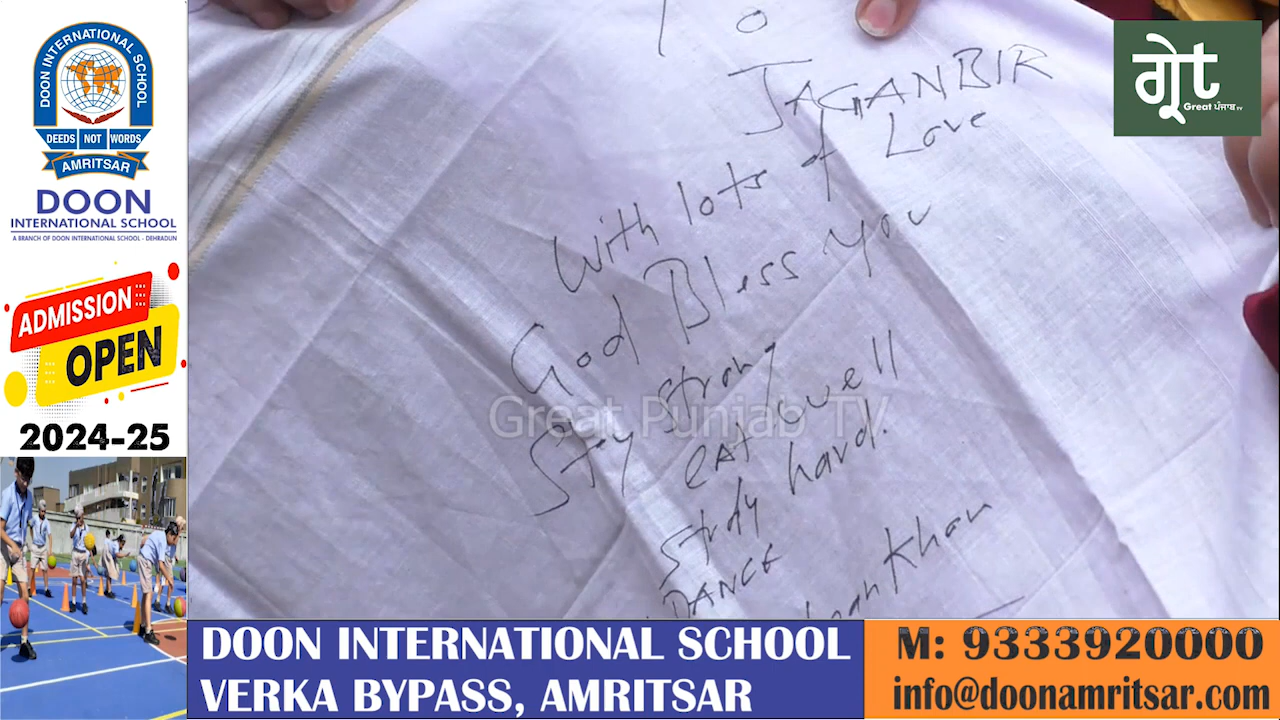 DOON INTERNATIONAL SCHOOL
DEEDS NOT WORDS
AMRITSAR
DOON
INTERNATIONAL SCHOOL
A BRANCH OF DOON INTERNATIONAL SCHOOL - DEHRADUN
ADMISSION
OPEN
2024-25
To
JAGANBIR
With lots of Love
God Bless You
Stay strong
eat well
study hard.
DANCE
Khan
Great Punjab TV
ਗ੍ਰੇt
Great ਪੰਜਾਬ TV
DOON INTERNATIONAL SCHOOL
VERKA BYPASS, AMRITSAR
M: 9333920000
info@doonamritsar.com